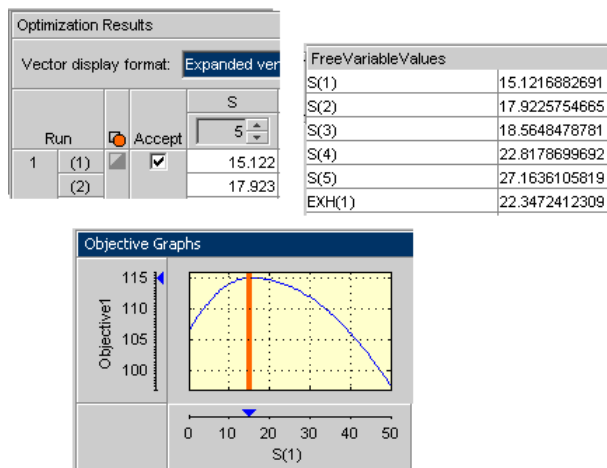 Optimization Results
Vector display format: Expanded ver
S
Run Accept 5
1 (1) 15.122
(2) 17.923
FreeVariableValues
S(1) 15.1216882691
S(2) 17.9225754665
S(3) 18.5648478781
S(4) 22.8178699692
S(5) 27.1636105819
EXH(1) 22.3472412309
Objective Graphs
Objective1
115
110
105
100
0 10 20 30 40 50
S(1)